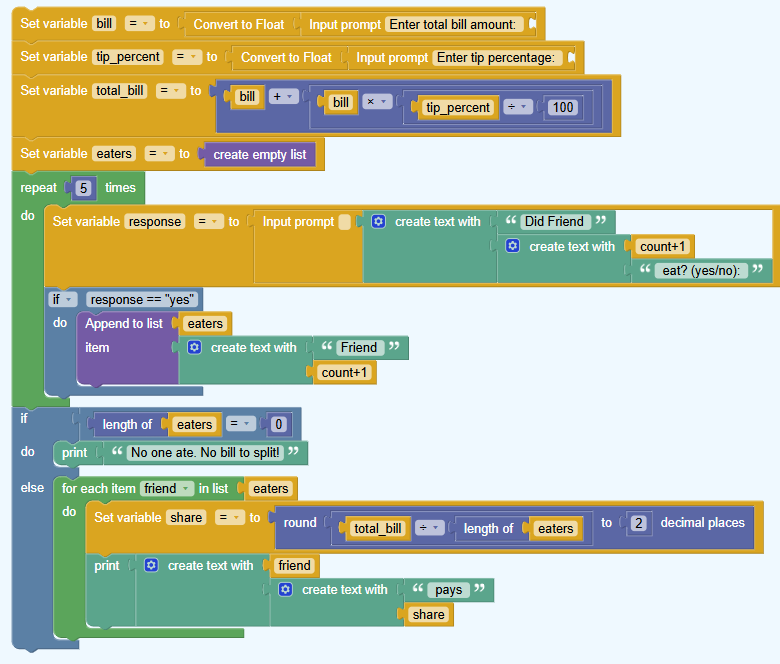 Set variable bill = to Convert to Float Input prompt Enter total bill amount:
Set variable tip_percent = to Convert to Float Input prompt Enter tip percentage:
Set variable total_bill = to bill + bill × tip_percent ÷ 100
Set variable eaters = to create empty list
repeat 5 times
do Set variable response = to Input prompt create text with “ Did Friend ”
create text with count+1
“ eat? (yes/no): ”
if response == "yes"
do Append to list eaters
item create text with “ Friend ”
count+1
if length of eaters = 0
do print “ No one ate. No bill to split! ”
else for each item friend in list eaters
do Set variable share = to round total_bill ÷ length of eaters to 2 decimal places
print create text with friend
create text with “ pays ”
share